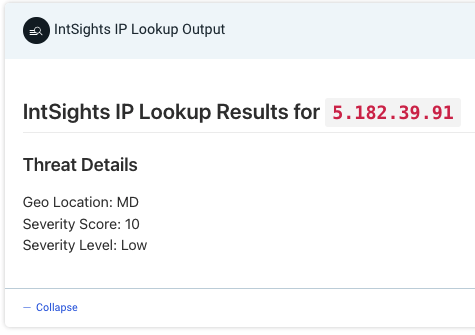 IntSights IP Lookup Output
IntSights IP Lookup Results for 5.182.39.91
Threat Details
Geo Location: MD
Severity Score: 10
Severity Level: Low
— Collapse